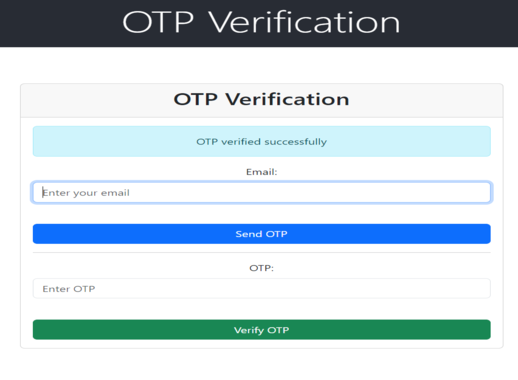 OTP Verification
OTP Verification
OTP verified successfully
Email:
Enter your email
Send OTP
OTP:
Enter OTP
Verify OTP